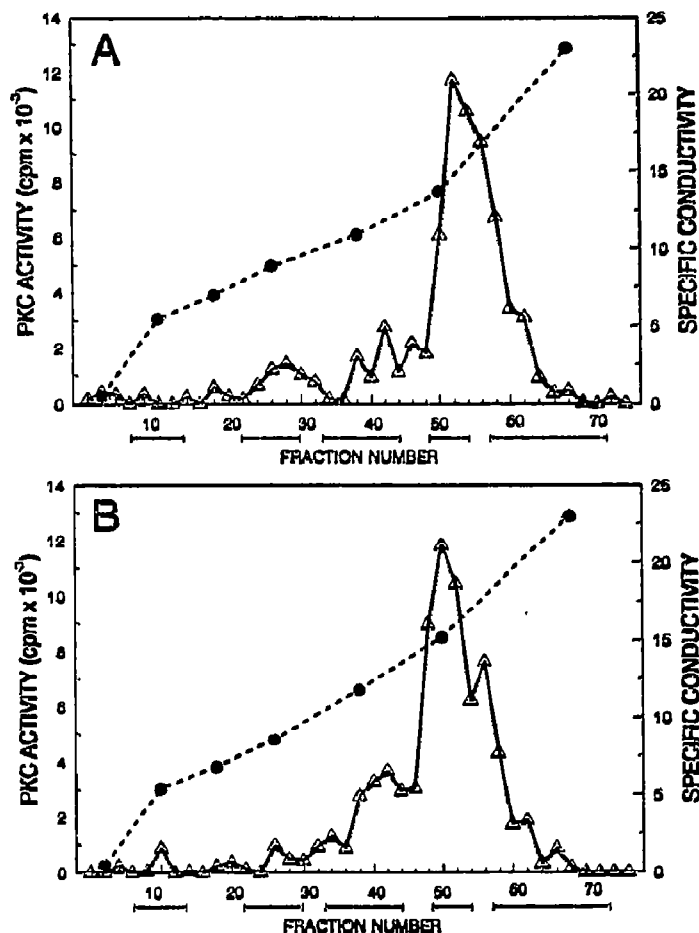 A
PKC ACTIVITY (cpm x 10⁻³)
14
12
10
8
6
4
2
0
25
20
15
10
5
0
SPECIFIC CONDUCTIVITY
10 20 30 40 50 60 70
FRACTION NUMBER
B
PKC ACTIVITY (cpm x 10⁻³)
14
12
10
8
6
4
2
0
25
20
15
10
5
0
SPECIFIC CONDUCTIVITY
10 20 30 40 50 60 70
FRACTION NUMBER